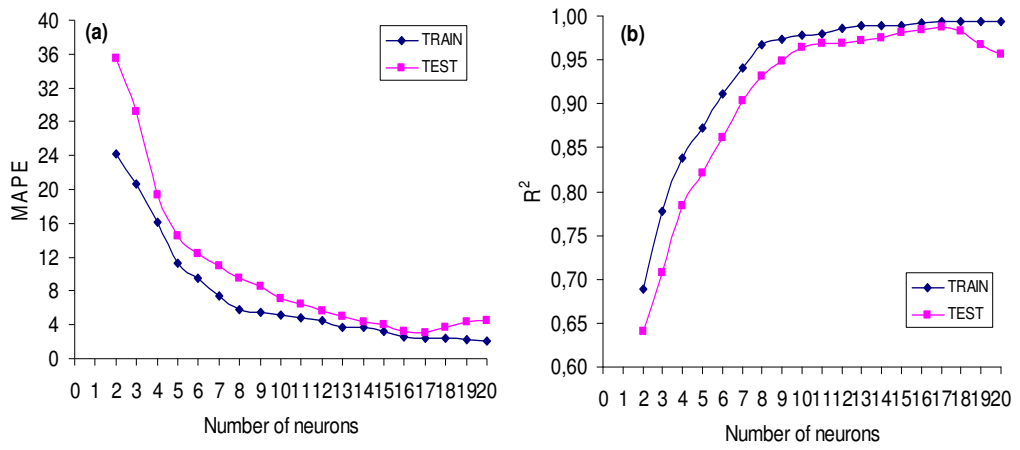 (a)
TRAIN
TEST
40
36
32
28
24
20
16
12
8
4
0
MAPE
0 1 2 3 4 5 6 7 8 9 10 11 12 13 14 15 16 17 18 19 20
Number of neurons
(b)
1,00
0,95
0,90
0,85
0,80
0,75
0,70
0,65
0,60
R²
TRAIN
TEST
0 1 2 3 4 5 6 7 8 9 10 11 12 13 14 15 16 17 18 19 20
Number of neurons